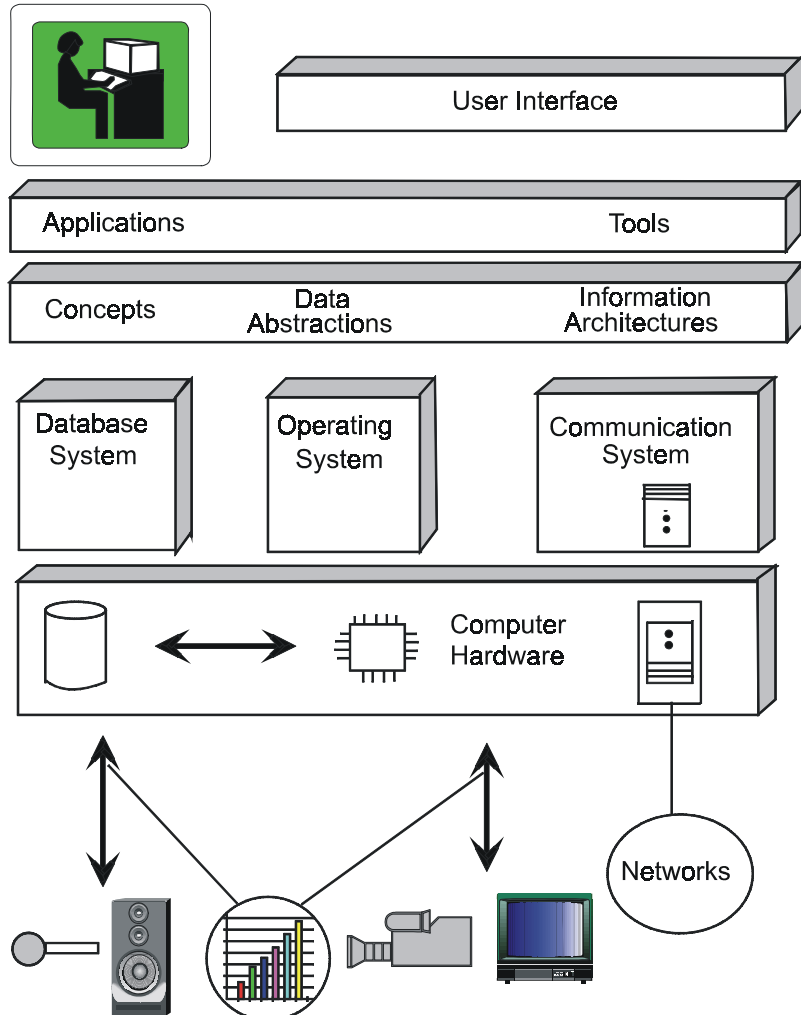 User Interface
Applications
Tools
Concepts
Data
Abstractions
Information
Architectures
Database
System
Operating
System
Communication
System
Computer
Hardware
Networks